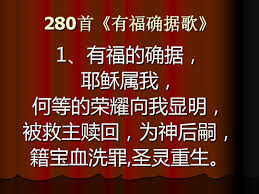 280首《有福确据歌》
1、有福的确据，
耶稣属我，
何等的荣耀向我显明，
被救主赎回，为神后嗣，
籍宝血洗罪,圣灵重生。